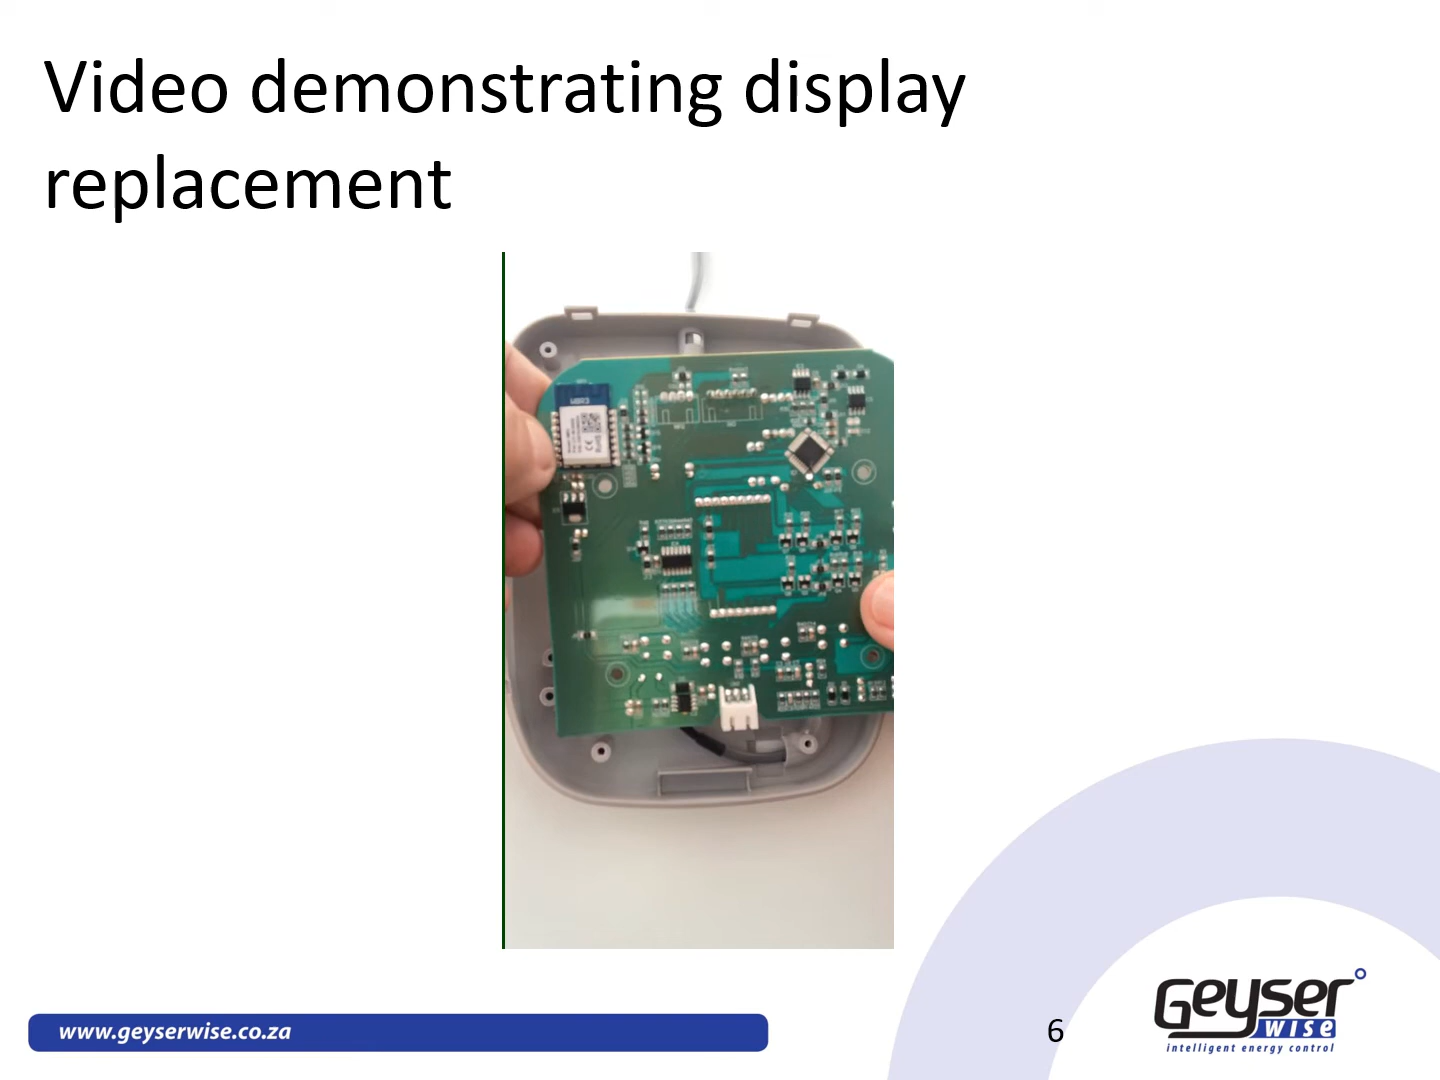 Video demonstrating display
replacement
www.geyserwise.co.za
6
Geyser
wise
intelligent energy control